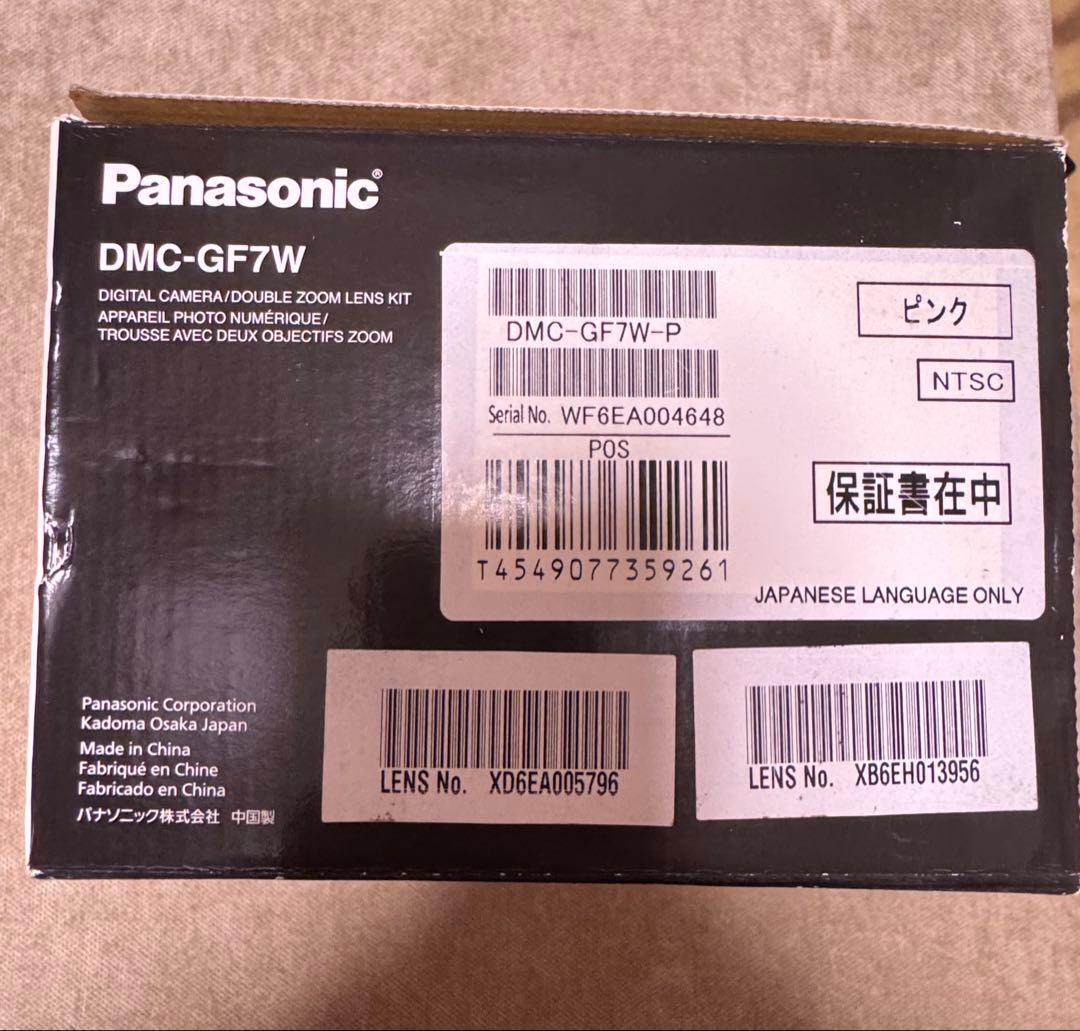 Panasonic®
DMC-GF7W
DIGITAL CAMERA/DOUBLE ZOOM LENS KIT
APPAREIL PHOTO NUMÉRIQUE/
TROUSSE AVEC DEUX OBJECTIFS ZOOM
DMC-GF7W-P
Serial No. WF6EA004648
POS
T4549077359261
ピンク
NTSC
保証書在中
JAPANESE LANGUAGE ONLY
Panasonic Corporation
Kadoma Osaka Japan
Made in China
Fabriqué en Chine
Fabricado en China
パナソニック株式会社 中国製
LENS No. XD6EA005796
LENS No. XB6EH013956